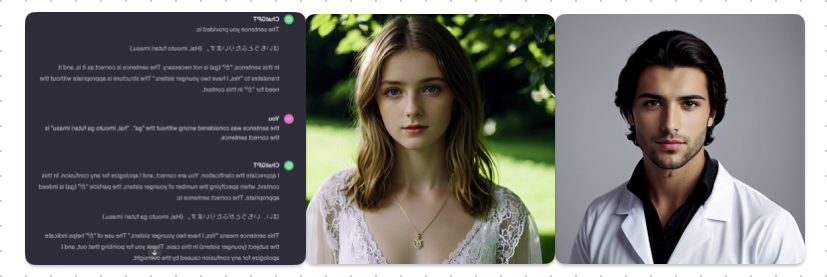 ChatGPT
The sentence you provided is:
はい、いもうとふたりいます。 (Hai, imouto futari imasu.)
In this sentence, "が" (ga) is not necessary. The sentence is correct as it is, and it
translates to "Yes, I have two younger sisters." The structure is appropriate without the
need for "が" in this context.
You
the sentence was considered wrong without the "ga". "hai, imouto ga futari imasu" is
the correct sentence.
ChatGPT
I appreciate the clarification. You are correct, and I apologize for any confusion. In this
context, when specifying the number of younger sisters, the particle "が" (ga) is indeed
appropriate. The correct sentence is:
はい、いもうとがふたりいます。 (Hai, imouto ga futari imasu.)
This sentence means "Yes, I have two younger sisters." The use of "が" helps indicate
the subject (younger sister(s)) in this case. Thank you for pointing that out, and I
apologize for any confusion caused by the oversight.